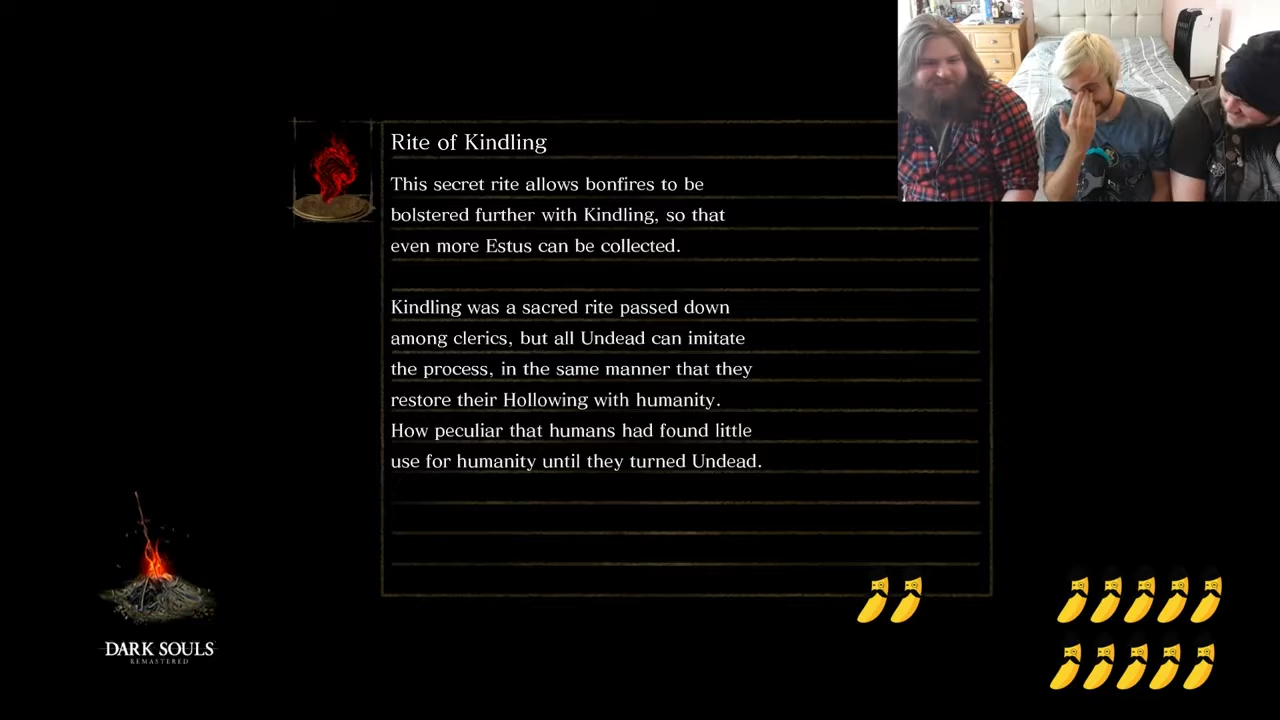 Rite of Kindling
This secret rite allows bonfires to be
bolstered further with Kindling, so that
even more Estus can be collected.
Kindling was a sacred rite passed down
among clerics, but all Undead can imitate
the process, in the same manner that they
restore their Hollowing with humanity.
How peculiar that humans had found little
use for humanity until they turned Undead.
DARK SOULS
REMASTERED